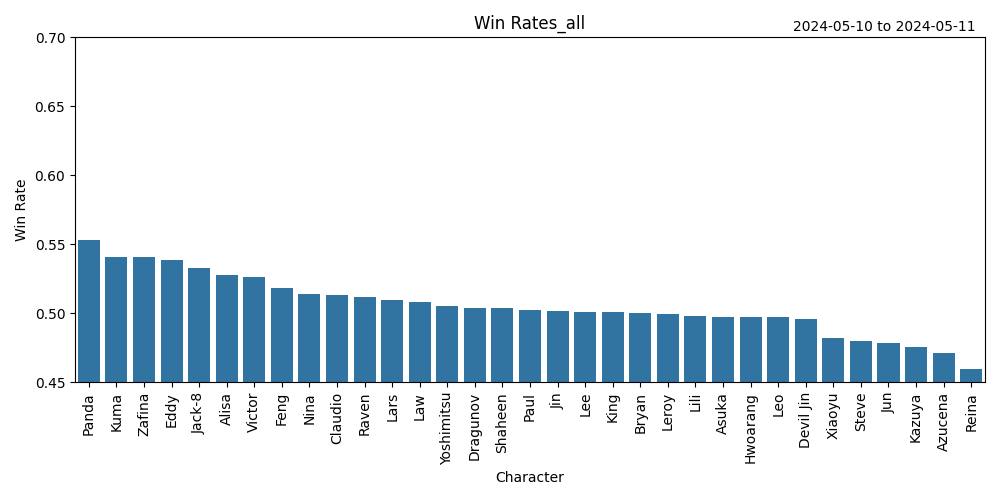 Win Rates_all
2024-05-10 to 2024-05-11
Win Rate
0.70
0.65
0.60
0.55
0.50
0.45
Panda
Kuma
Zafina
Eddy
Jack-8
Alisa
Victor
Feng
Nina
Claudio
Raven
Lars
Law
Yoshimitsu
Dragunov
Shaheen
Paul
Jin
Lee
King
Bryan
Leroy
Lili
Asuka
Hwoarang
Leo
Devil Jin
Xiaoyu
Steve
Jun
Kazuya
Azucena
Reina
Character